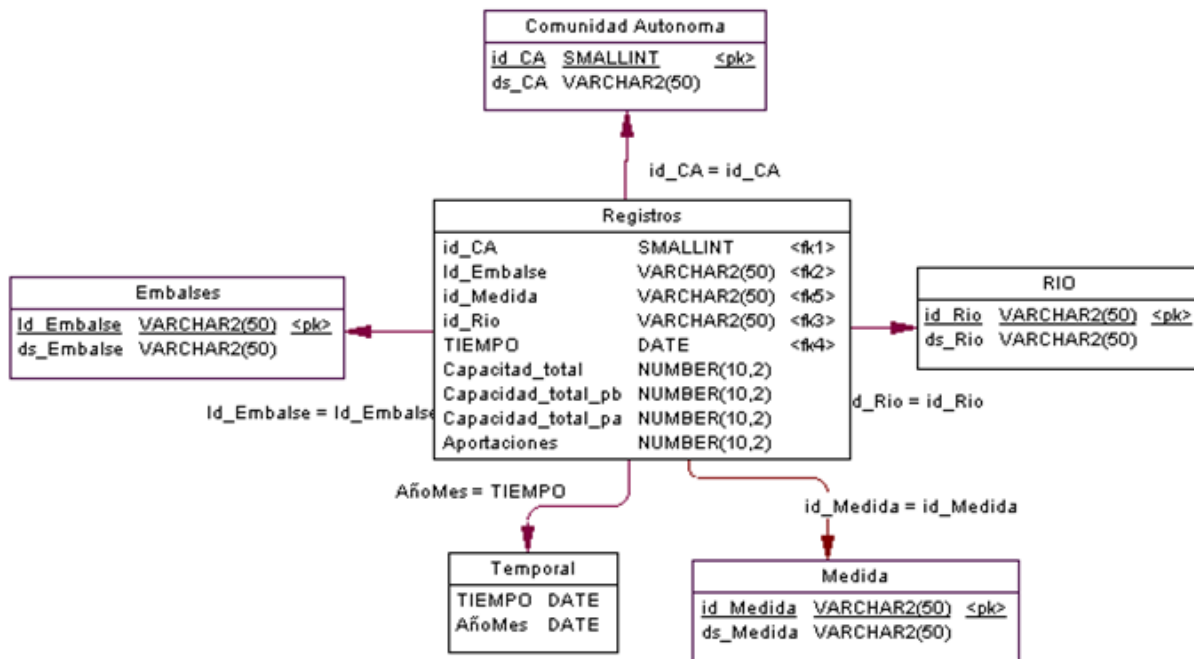 Comunidad Autonoma
id_CA SMALLINT <pk>
ds_CA VARCHAR2(50)
id_CA = id_CA
Registros
id_CA SMALLINT <fk1>
Id_Embalse VARCHAR2(50) <fk2>
id_Medida VARCHAR2(50) <fk5>
id_Rio VARCHAR2(50) <fk3>
TIEMPO DATE <fk4>
Capacitad_total NUMBER(10,2)
Capacidad_total_pb NUMBER(10,2)
Capacidad_total_pa NUMBER(10,2)
Aportaciones NUMBER(10,2)
Embalses
Id_Embalse VARCHAR2(50) <pk>
ds_Embalse VARCHAR2(50)
Id_Embalse = Id_Embalse
RIO
id_Rio VARCHAR2(50) <pk>
ds_Rio VARCHAR2(50)
d_Rio = id_Rio
AñoMes = TIEMPO
id_Medida = id_Medida
Temporal
TIEMPO DATE
AñoMes DATE
Medida
id_Medida VARCHAR2(50) <pk>
ds_Medida VARCHAR2(50)